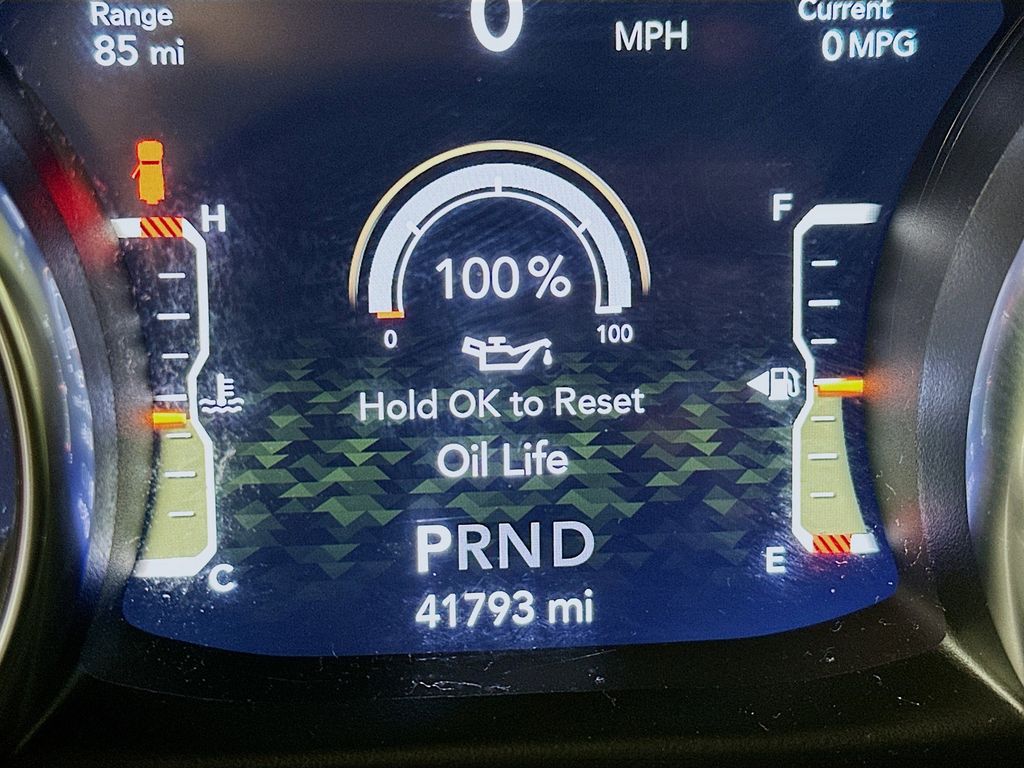 Range
85 mi
0 MPH
Current
0 MPG
H
F
100%
0
100
Hold OK to Reset
Oil Life
PRND
E
C
41793 mi